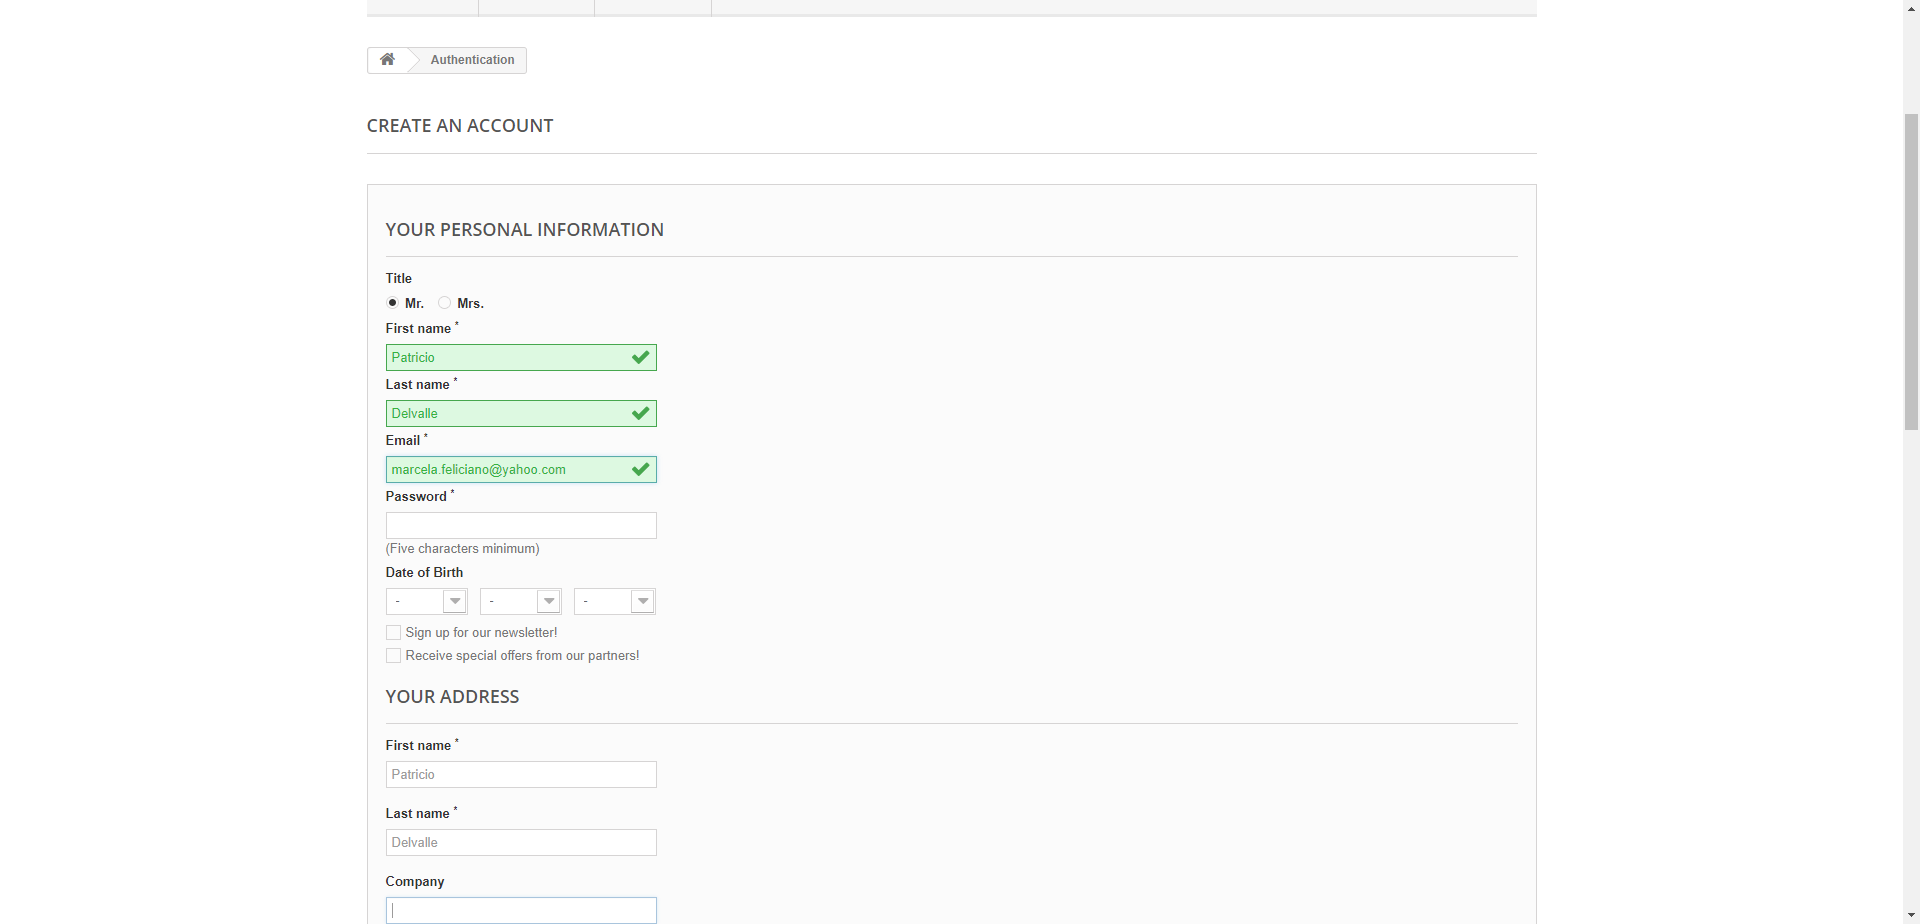 Authentication
CREATE AN ACCOUNT
YOUR PERSONAL INFORMATION
Title
Mr. Mrs.
First name *
Patricio
Last name *
Delvalle
Email *
marcela.feliciano@yahoo.com
Password *
(Five characters minimum)
Date of Birth
- - -
Sign up for our newsletter!
Receive special offers from our partners!
YOUR ADDRESS
First name *
Patricio
Last name *
Delvalle
Company